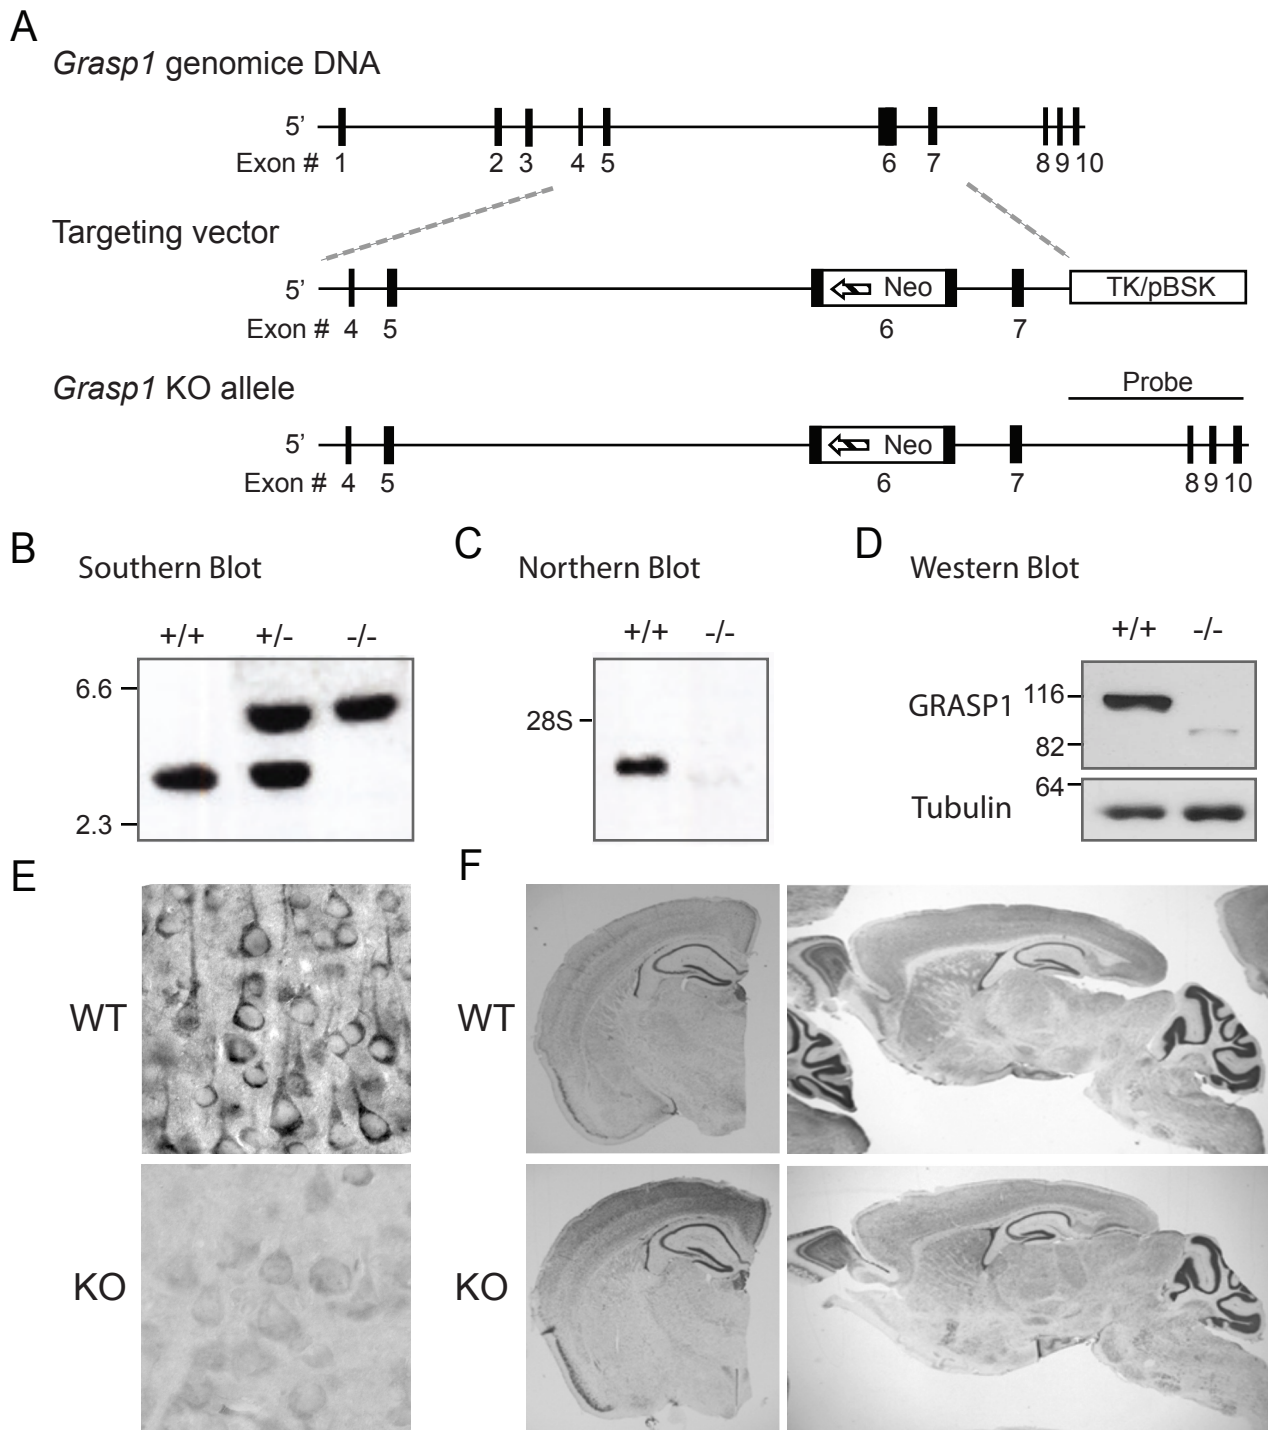 A
Grasp1 genomice DNA
5’
Exon # 1 2 3 4 5 6 7 8 9 10
Targeting vector
5’ Neo TK/pBSK
Exon # 4 5 6 7
Grasp1 KO allele Probe
5’ Neo
Exon # 4 5 6 7 8 9 10
B Southern Blot
+/+ +/- -/-
6.6
2.3
C Northern Blot
+/+ -/-
28S
D Western Blot
+/+ -/-
GRASP1 116
82
64
Tubulin
E
WT
KO
F
WT
KO